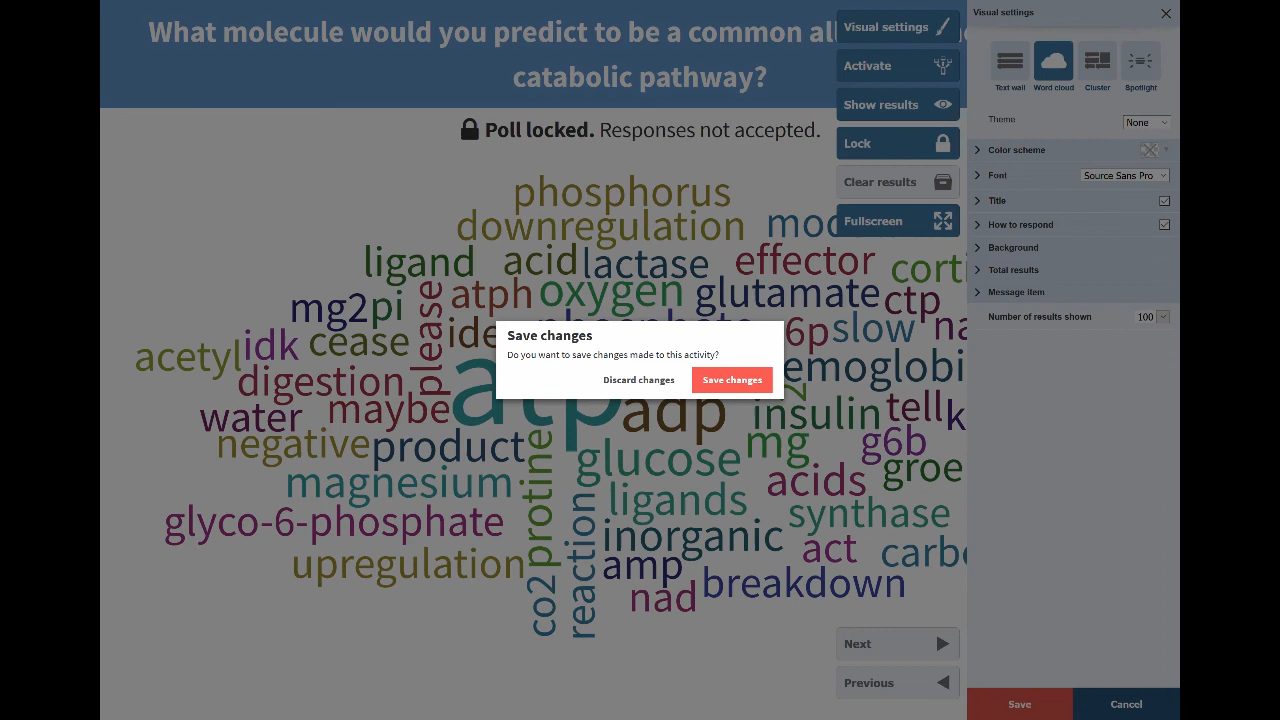 What molecule would you predict to be a common all
catabolic pathway?
Poll locked. Responses not accepted.
Visual settings
Activate
Show results
Lock
Clear results
Fullscreen
phosphorus
downregulation
ligand
acid
lactase
effector
mg2
pi
please
atph
oxygen
glutamate
ctp
acetyl
idk
cease
6p
slow
digestion
water
maybe
adp
insulin
tell
negative
product
glucose
mg
g6b
magnesium
protine
ligands
acids
glyco-6-phosphate
reaction
inorganic
synthase
upregulation
amp
act
co2
nad
breakdown
Save changes
Do you want to save changes made to this activity?
Discard changes
Save changes
Next
Previous
Visual settings
Text wall
Word cloud
Cluster
Spotlight
Theme
None
Color scheme
Font
Source Sans Pro
Title
How to respond
Background
Total results
Message item
Number of results shown
100
Save
Cancel